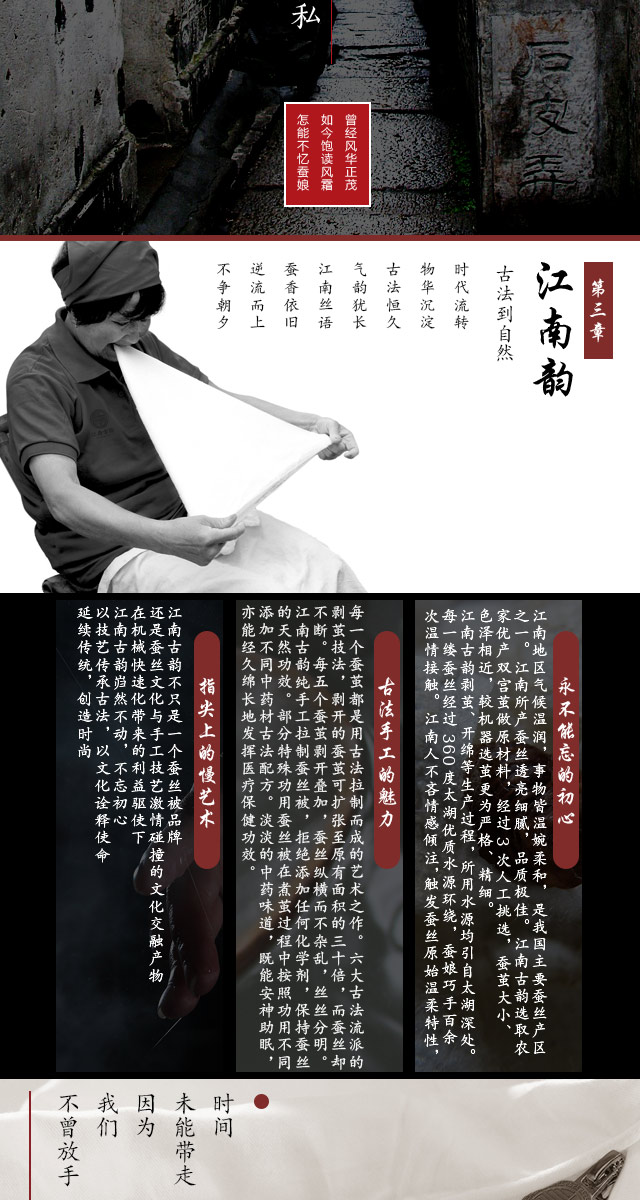 私
石皮弄
曾经风华正茂
如今饱读风霜
怎能不忆蚕娘
第三章
江南韵
古法到自然
时代流转
物华沉淀
古法恒久
气韵犹长
江南丝语
蚕香依旧
逆流而上
不争朝夕
永不能忘的初心
江南地区气候温润，事物皆温婉柔和，是我国主要蚕丝产区
之一。江南所产蚕丝透亮细腻，品质极佳。江南古韵选取农
家优产双宫茧做原材料，经过3次人工挑选，蚕茧大小、
色泽相近，较机器选茧更为严格、精细。
江南古韵剥茧、开绵等生产过程，所用水源均引自太湖深处。
每一缕蚕丝经过360度太湖优质水源环绕，蚕娘巧手百余
次温情接触。江南人不吝情感倾注，触发蚕丝原始温柔特性，
古法手工的魅力
每一个蚕茧都是用古法拉制而成的艺术之作。六大古法流派的
剥茧技法，剥开的蚕茧可扩张至原有面积的三十倍，而蚕丝却
不断。每五个蚕茧剥开叠加，蚕丝纵横而不杂乱，丝丝分明。
江南古韵纯手工拉制蚕丝被，拒绝添加任何化学剂，保持蚕丝
的天然功效。部分特殊功用蚕丝被在煮茧过程中按照功用不同
添加不同中药材古法配方。淡淡的中药味道，既能安神助眠，
亦能经久绵长地发挥医疗保健功效。
指尖上的慢艺术
江南古韵不只是一个蚕丝被品牌
还是蚕丝文化与手工技艺激情碰撞的文化交融产物
在机械快速化带来的利益驱使下
江南古韵岿然不动，不忘初心
以技艺传承古法，以文化诠释使命
延续传统，创造时尚
时间
未能带走
因为
我们
不曾放手